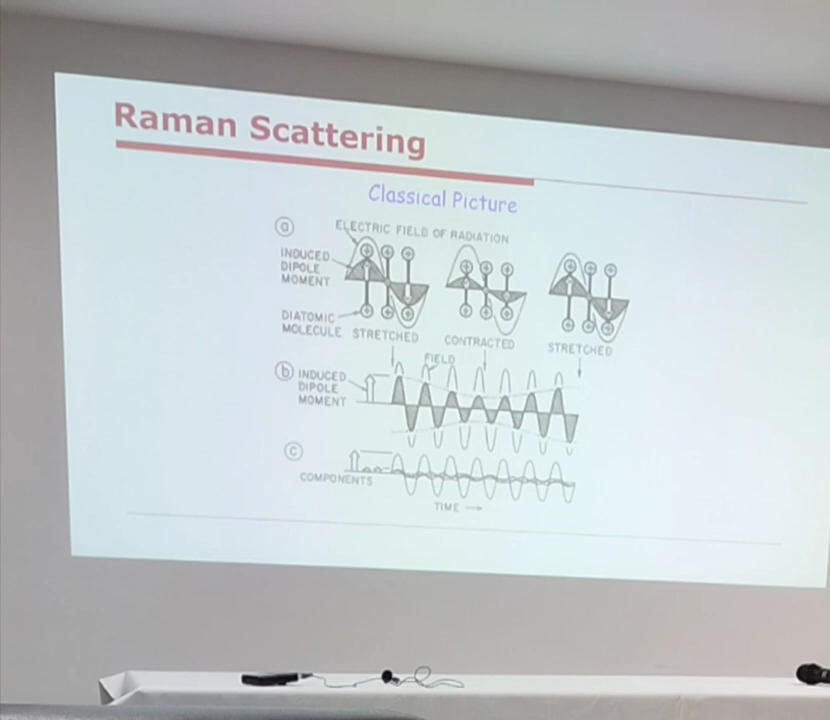 Raman Scattering
Classical Picture
a
ELECTRIC FIELD OF RADIATION
INDUCED
DIPOLE
MOMENT
DIATOMIC
MOLECULE
STRETCHED
CONTRACTED
STRETCHED
b
FIELD
INDUCED
DIPOLE
MOMENT
c
COMPONENTS
TIME